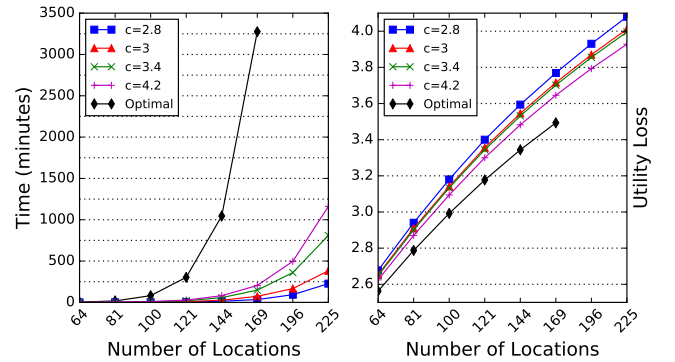 3500
3000
2500
2000
1500
1000
500
0
Time (minutes)
c=2.8
c=3
c=3.4
c=4.2
Optimal
64 81 100 121 144 169 196 225
Number of Locations
4.0
3.8
3.6
3.4
3.2
3.0
2.8
2.6
c=2.8
c=3
c=3.4
c=4.2
Optimal
64 81 100 121 144 169 196 225
Number of Locations
Utility Loss